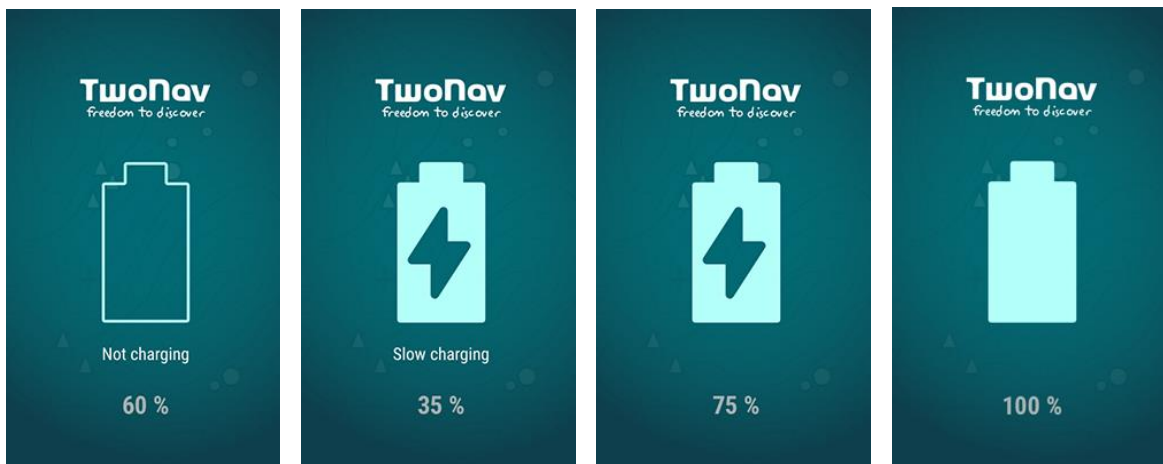 TwoNav
freedom to discover
Not charging
60 %
TwoNav
freedom to discover
Slow charging
35 %
TwoNav
freedom to discover
75 %
TwoNav
freedom to discover
100 %